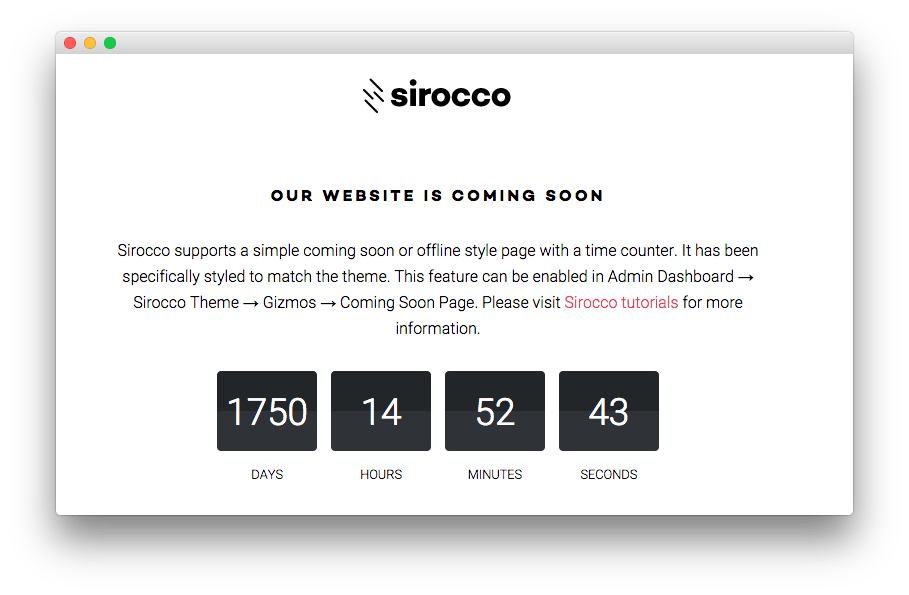 sirocco
OUR WEBSITE IS COMING SOON
Sirocco supports a simple coming soon or offline style page with a time counter. It has been
specifically styled to match the theme. This feature can be enabled in Admin Dashboard →
Sirocco Theme → Gizmos → Coming Soon Page. Please visit Sirocco tutorials for more
information.
1750 14 52 43
DAYS HOURS MINUTES SECONDS